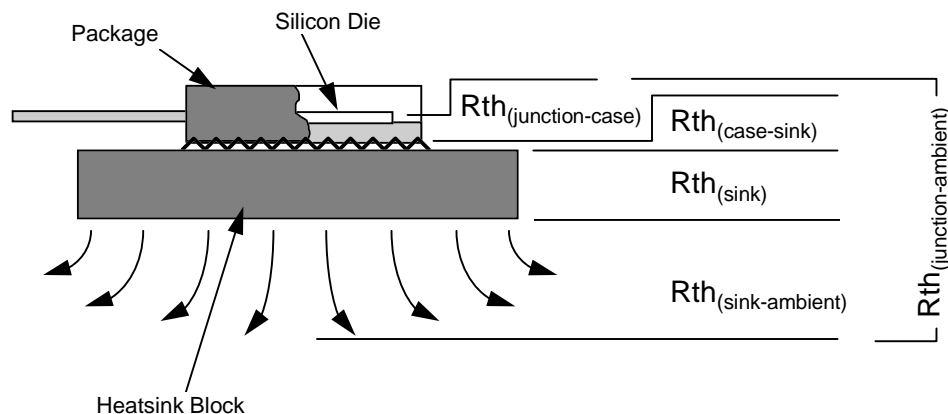 Silicon Die
Package
Rth(junction-case)
Rth(case-sink)
Rth(sink)
Rth(sink-ambient)
Rth(junction-ambient)
Heatsink Block